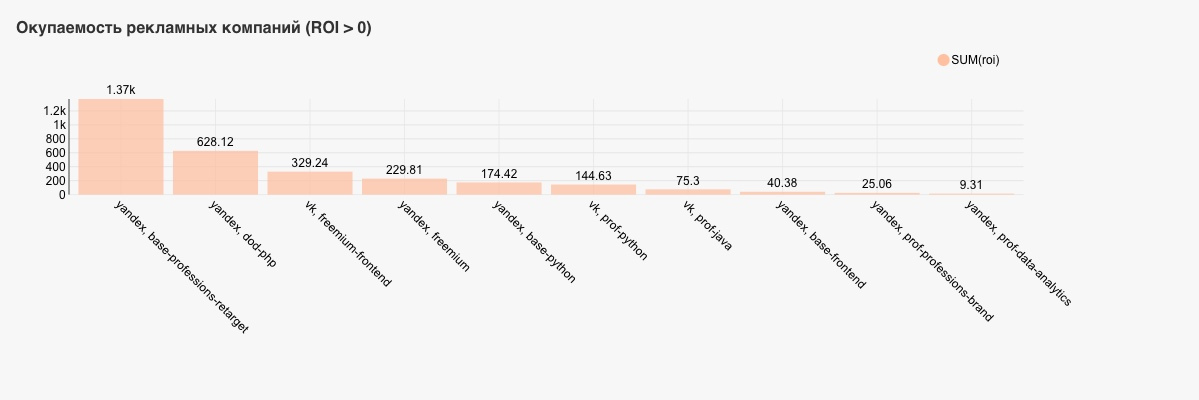 Окупаемость рекламных компаний (ROI > 0)
SUM(roi)
1.37k
628.12
329.24
229.81
174.42
144.63
75.3
40.38
25.06
9.31
1.2k
1k
800
600
400
200
0
yandex, base-professions-retarget
yandex, dod-php
vk, freemium-frontend
yandex, freemium
yandex, base-python
vk, prof-python
vk, prof-java
yandex, base-frontend
yandex, prof-professions-brand
yandex, prof-data-analytics